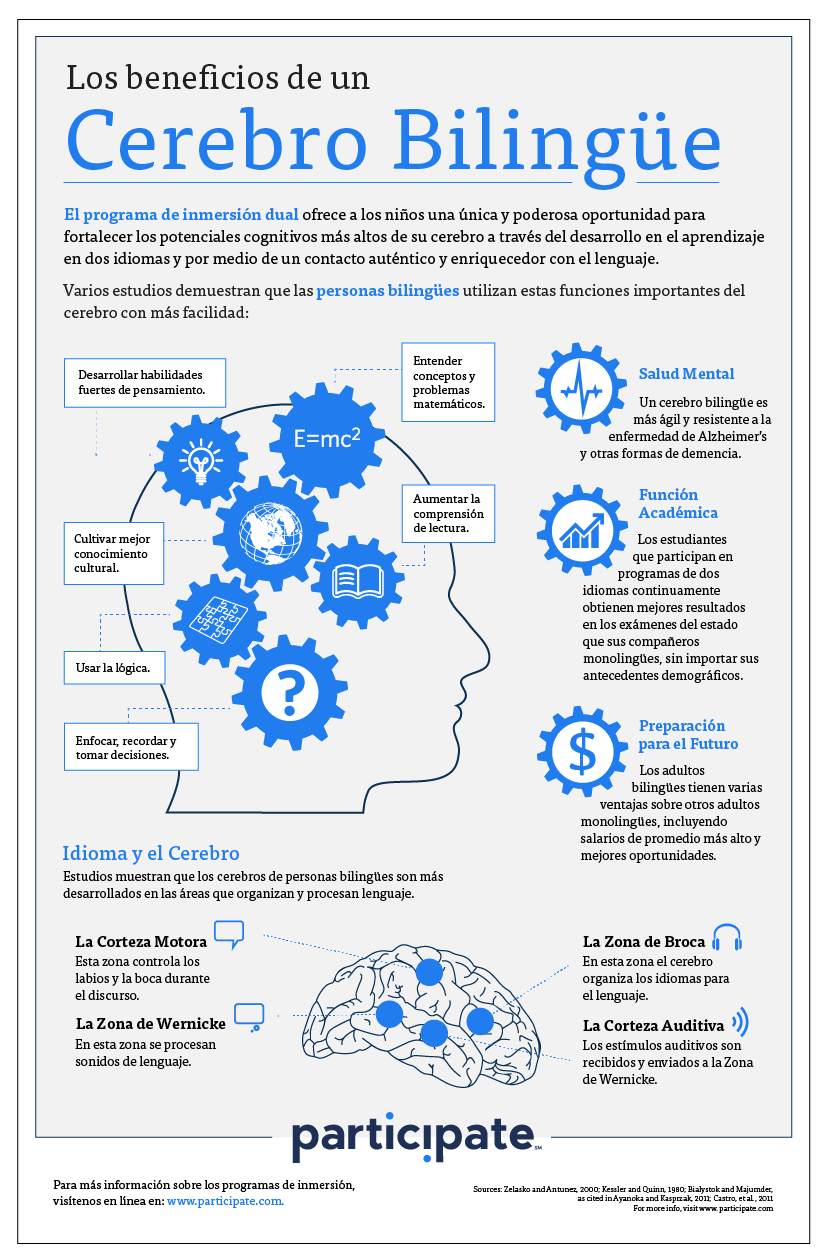 Los beneficios de un
Cerebro Bilingüe
El programa de inmersión dual ofrece a los niños una única y poderosa oportunidad para
fortalecer los potenciales cognitivos más altos de su cerebro a través del desarrollo en el aprendizaje
en dos idiomas y por medio de un contacto auténtico y enriquecedor con el lenguaje.
Varios estudios demuestran que las personas bilingües utilizan estas funciones importantes del
cerebro con más facilidad:
Desarrollar habilidades
fuertes de pensamiento.
Entender
conceptos y
problemas
matemáticos.
E=mc²
Aumentar la
comprensión
de lectura.
Cultivar mejor
conocimiento
cultural.
Usar la lógica.
?
Enfocar, recordar y
tomar decisiones.
Salud Mental
Un cerebro bilingüe es
más ágil y resistente a la
enfermedad de Alzheimer's
y otras formas de demencia.
Función
Académica
Los estudiantes
que participan en
programas de dos
idiomas continuamente
obtienen mejores resultados
en los exámenes del estado
que sus compañeros
monolingües, sin importar sus
antecedentes demográficos.
$
Preparación
para el Futuro
Los adultos
bilingües tienen varias
ventajas sobre otros adultos
monolingües, incluyendo
salarios de promedio más alto y
mejores oportunidades.
Idioma y el Cerebro
Estudios muestran que los cerebros de personas bilingües son más
desarrollados en las áreas que organizan y procesan lenguaje.
La Corteza Motora
Esta zona controla los
labios y la boca durante
el discurso.
La Zona de Wernicke
En esta zona se procesan
sonidos de lenguaje.
La Zona de Broca
En esta zona el cerebro
organiza los idiomas para
el lenguaje.
La Corteza Auditiva
Los estímulos auditivos son
recibidos y enviados a la Zona
de Wernicke.
participate℠
Para más información sobre los programas de inmersión,
visítenos en línea en: www.participate.com.
Sources: Zelasko and Antunez, 2000; Kessler and Quinn, 1980; Bialystok and Majumder,
as cited in Ayanoka and Kasprzak, 2011; Castro, et al., 2011
For more info, visit www.participate.com